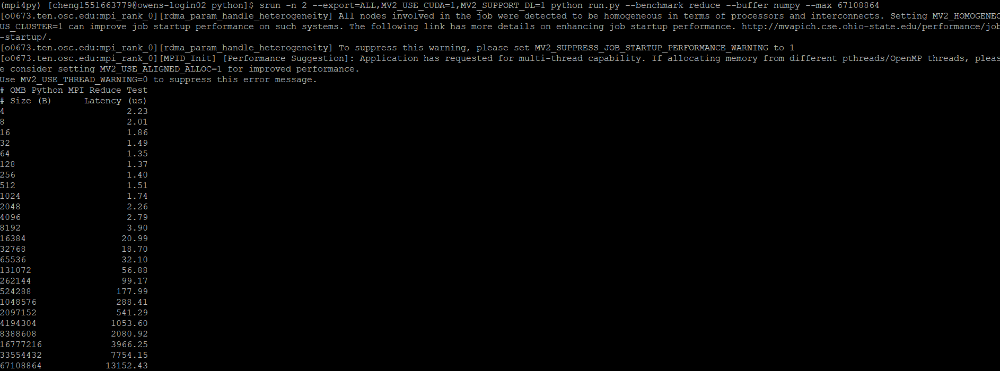 (mpi4py) [cheng1551663779@owens-login02 python]$ srun -n 2 --export=ALL,MV2_USE_CUDA=1,MV2_SUPPORT_DL=1 python run.py --benchmark reduce --buffer numpy --max 67108864
[o0673.ten.osc.edu:mpi_rank_0][rdma_param_handle_heterogeneity] All nodes involved in the job were detected to be homogeneous in terms of processors and interconnects. Setting MV2_HOMOGENEO
US_CLUSTER=1 can improve job startup performance on such systems. The following link has more details on enhancing job startup performance. http://mvapich.cse.ohio-state.edu/performance/job
-startup/.
[o0673.ten.osc.edu:mpi_rank_0][rdma_param_handle_heterogeneity] To suppress this warning, please set MV2_SUPPRESS_JOB_STARTUP_PERFORMANCE_WARNING to 1
[o0673.ten.osc.edu:mpi_rank_0][MPID_Init] [Performance Suggestion]: Application has requested for multi-thread capability. If allocating memory from different pthreads/OpenMP threads, pleas
e consider setting MV2_USE_ALIGNED_ALLOC=1 for improved performance.
Use MV2_USE_THREAD_WARNING=0 to suppress this error message.
# OMB Python MPI Reduce Test
# Size (B)      Latency (us)
4                       2.23
8                       2.01
16                      1.86
32                      1.49
64                      1.35
128                     1.37
256                     1.40
512                     1.51
1024                    1.74
2048                    2.26
4096                    2.79
8192                    3.90
16384                  20.99
32768                  18.70
65536                  32.10
131072                 56.88
262144                 99.17
524288                177.99
1048576               288.41
2097152               541.29
4194304              1053.60
8388608              2080.92
16777216             3966.25
33554432             7754.15
67108864            13152.43